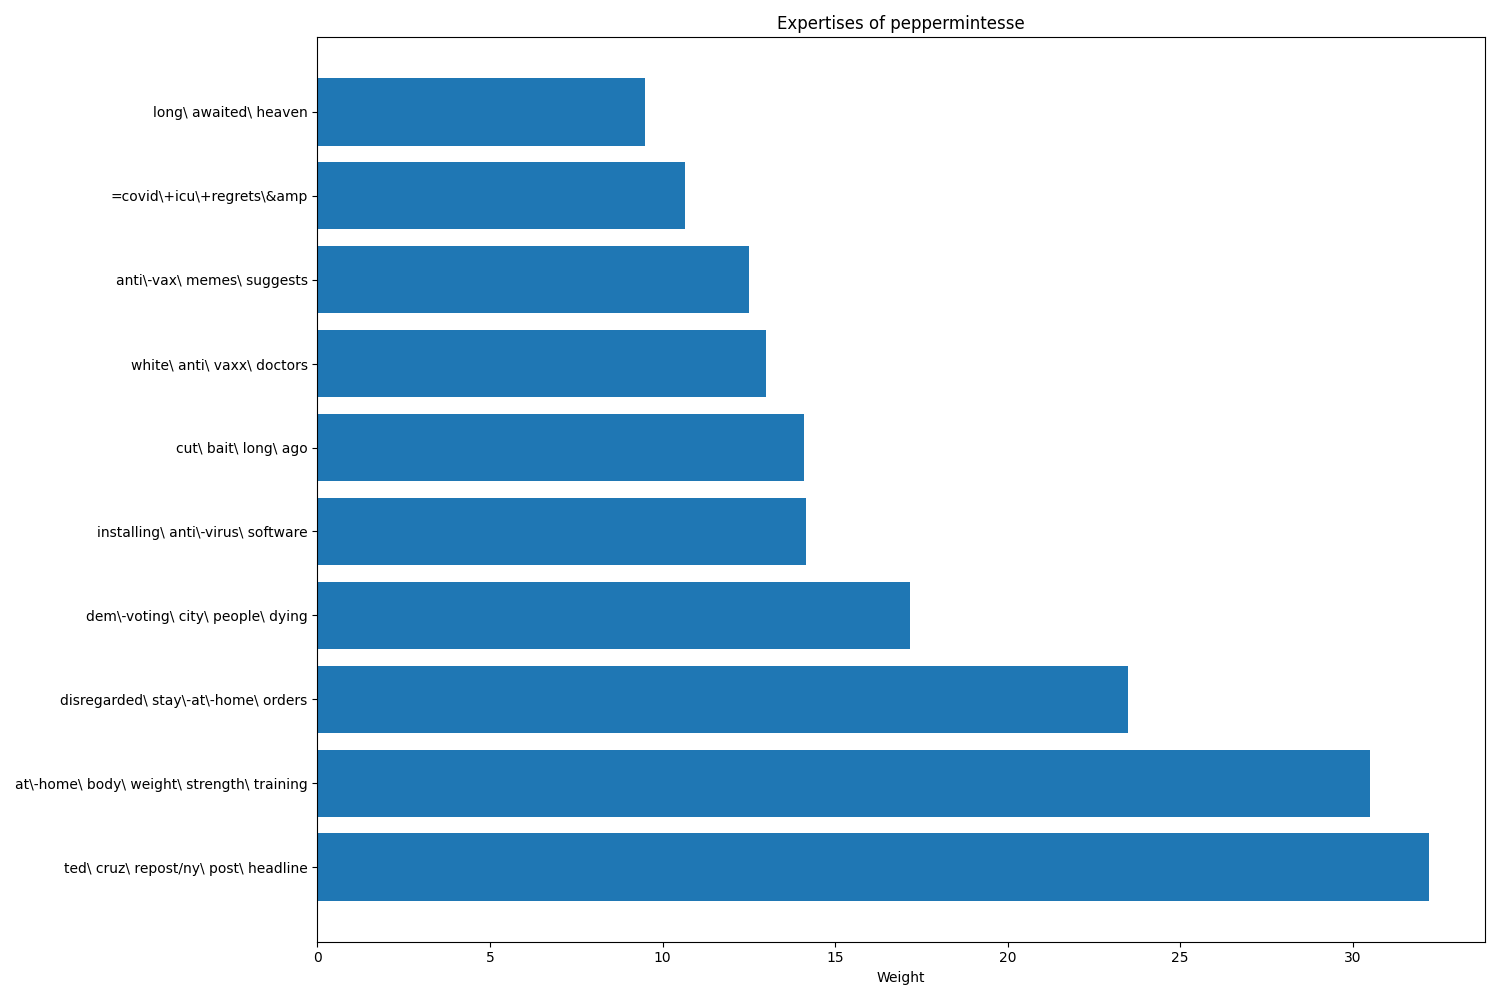 Expertises of peppermintesse
long\ awaited\ heaven
=covid\+icu\+regrets\&amp
anti\-vax\ memes\ suggests
white\ anti\ vaxx\ doctors
cut\ bait\ long\ ago
installing\ anti\-virus\ software
dem\-voting\ city\ people\ dying
disregarded\ stay\-at\-home\ orders
at\-home\ body\ weight\ strength\ training
ted\ cruz\ repost/ny\ post\ headline
0 5 10 15 20 25 30
Weight